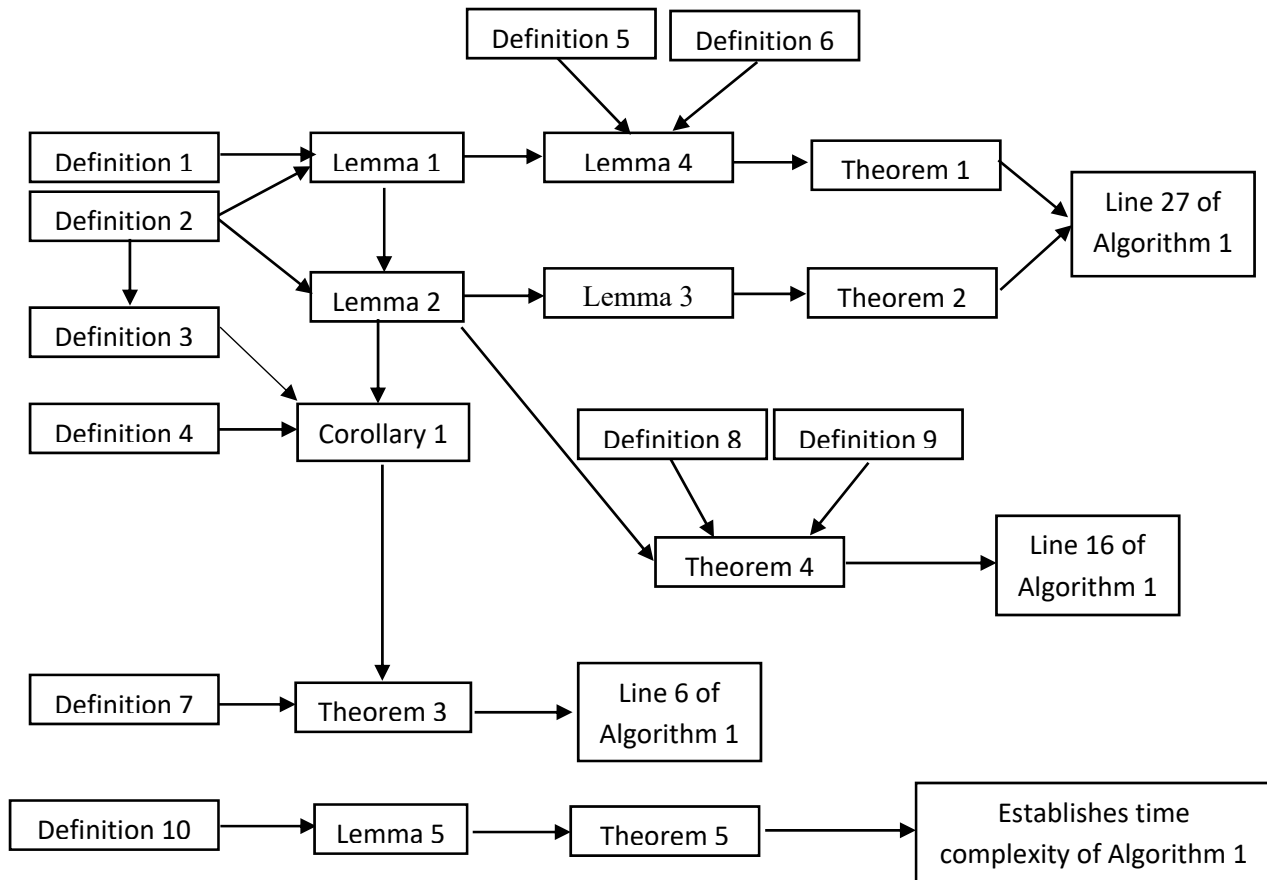 Definition 5
Definition 6
Definition 1
Lemma 1
Lemma 4
Theorem 1
Definition 2
Line 27 of
Algorithm 1
Lemma 2
Lemma 3
Theorem 2
Definition 3
Definition 4
Corollary 1
Definition 8
Definition 9
Theorem 4
Line 16 of
Algorithm 1
Definition 7
Theorem 3
Line 6 of
Algorithm 1
Definition 10
Lemma 5
Theorem 5
Establishes time
complexity of Algorithm 1